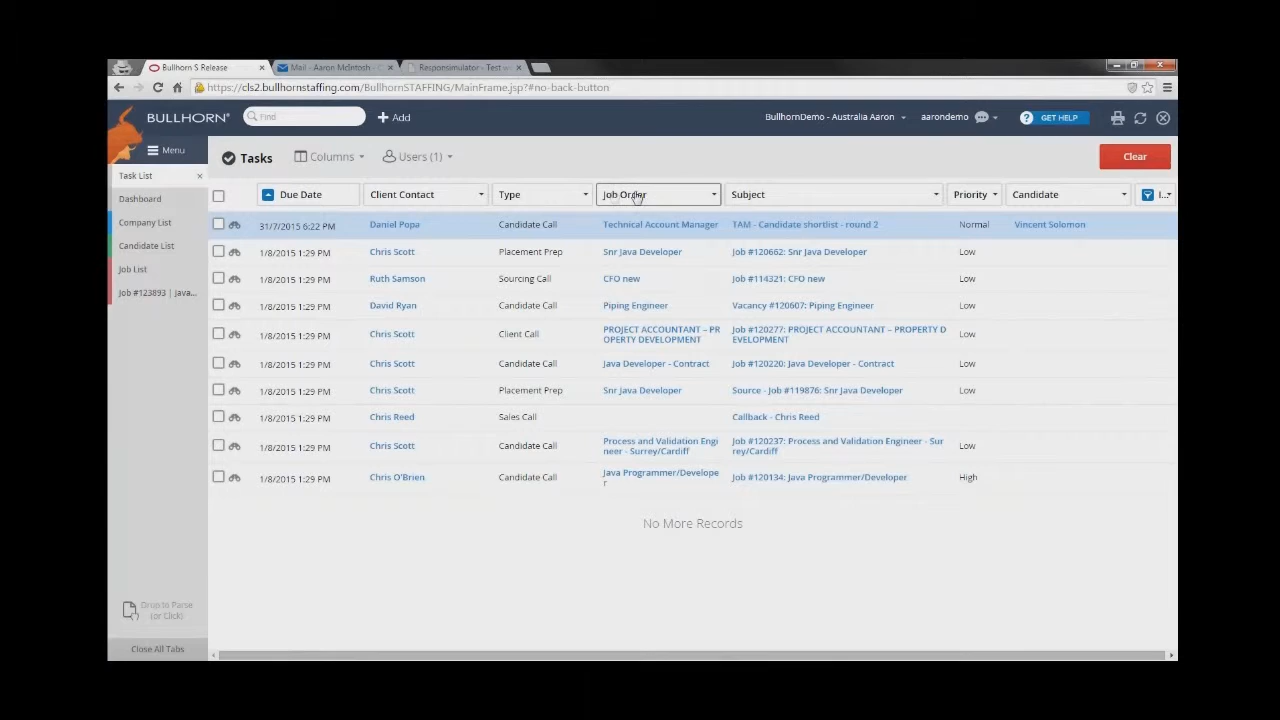 Bullhorn S Release
Mail - Aaron McIntosh - C
Responsimulator - Test
https://cls2.bullhornstaffing.com/BullhornSTAFFING/MainFrame.jsp?#no-back-button
BULLHORN®
Find
Add
BullhornDemo - Australia Aaron
aarondemo
? GET HELP
Menu
Tasks
Columns
Users (1)
Clear
Task List
Dashboard
Company List
Candidate List
Job List
Job #123893 | Java...
Due Date Client Contact Type Job Order Subject Priority Candidate I...
31/7/2015 6:22 PM Daniel Popa Candidate Call Technical Account Manager TAM - Candidate shortlist - round 2 Normal Vincent Solomon
1/8/2015 1:29 PM Chris Scott Placement Prep Snr Java Developer Job #120662: Snr Java Developer Low
1/8/2015 1:29 PM Ruth Samson Sourcing Call CFO new Job #114321: CFO new Low
1/8/2015 1:29 PM David Ryan Candidate Call Piping Engineer Vacancy #120607: Piping Engineer Low
1/8/2015 1:29 PM Chris Scott Client Call PROJECT ACCOUNTANT – PR Job #120277: PROJECT ACCOUNTANT – PROPERTY D Low
OPERTY DEVELOPMENT EVELOPMENT
1/8/2015 1:29 PM Chris Scott Candidate Call Java Developer - Contract Job #120220: Java Developer - Contract Low
1/8/2015 1:29 PM Chris Scott Placement Prep Snr Java Developer Source - Job #119876: Snr Java Developer Low
1/8/2015 1:29 PM Chris Reed Sales Call Callback - Chris Reed
1/8/2015 1:29 PM Chris Scott Candidate Call Process and Validation Engi Job #120237: Process and Validation Engineer - Sur Low
neer - Surrey/Cardiff rey/Cardiff
1/8/2015 1:29 PM Chris O'Brien Candidate Call Java Programmer/Develope Job #120134: Java Programmer/Developer High
r
No More Records
Drop to Parse
(or Click)
Close All Tabs